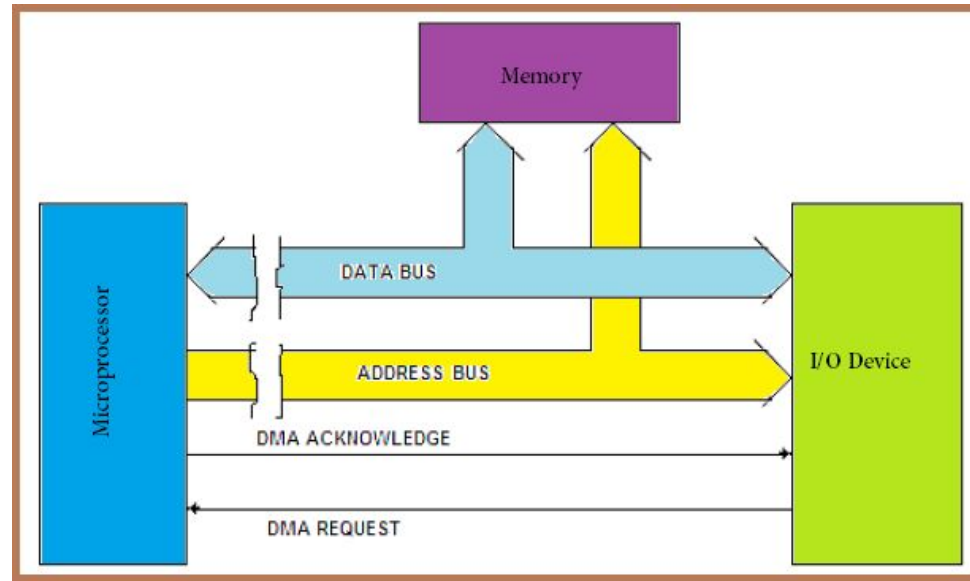 Memory
DATA BUS
Microprocessor
I/O Device
ADDRESS BUS
DMA ACKNOWLEDGE
DMA REQUEST